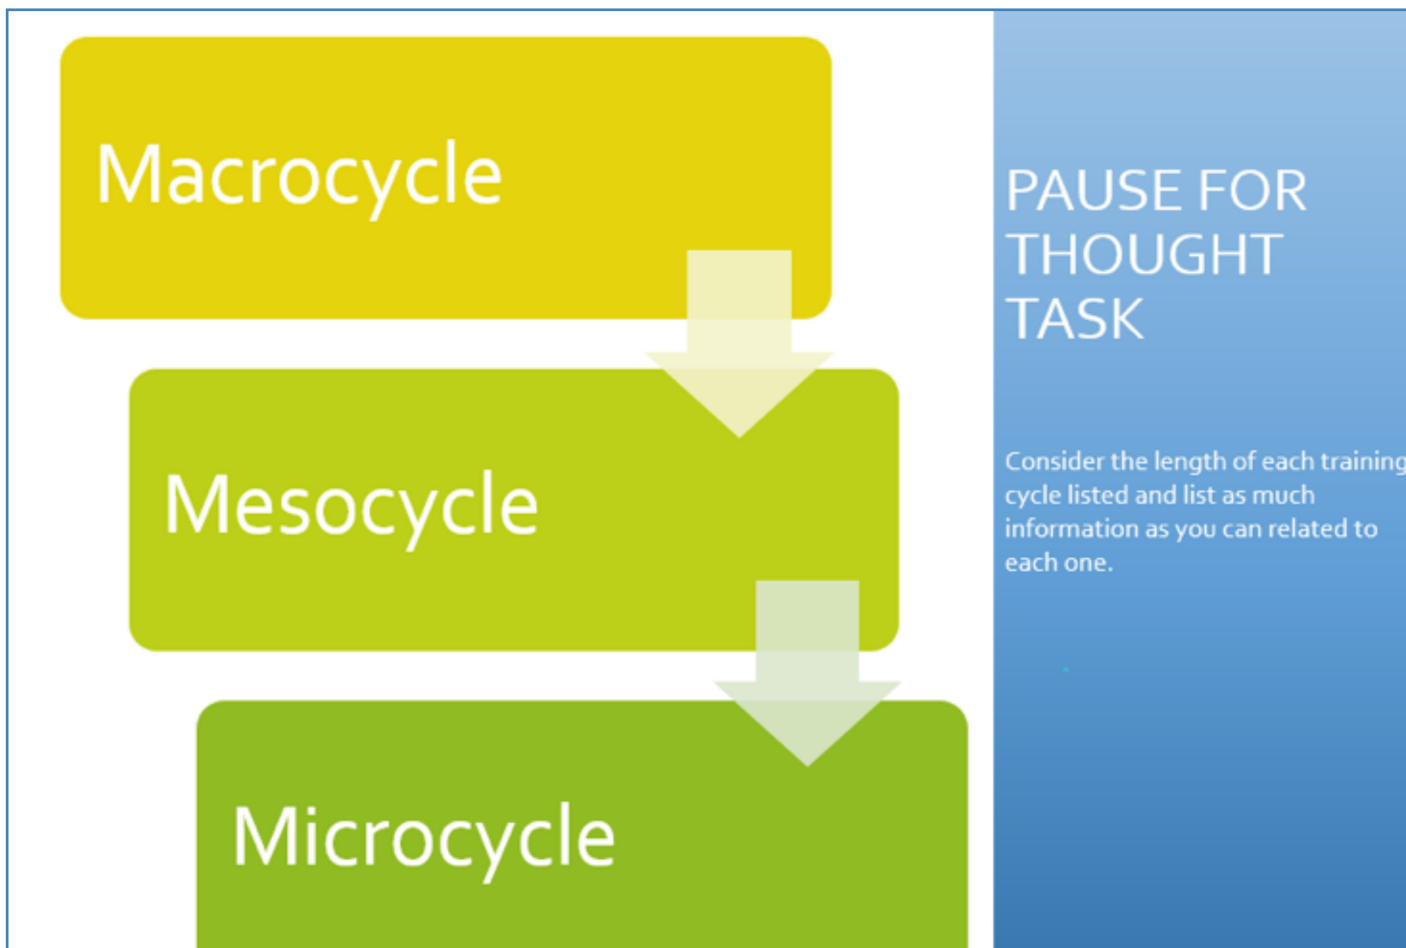 Macrocycle
Mesocycle
Microcycle
PAUSE FOR
THOUGHT
TASK
Consider the length of each training
cycle listed and list as much
information as you can related to
each one.